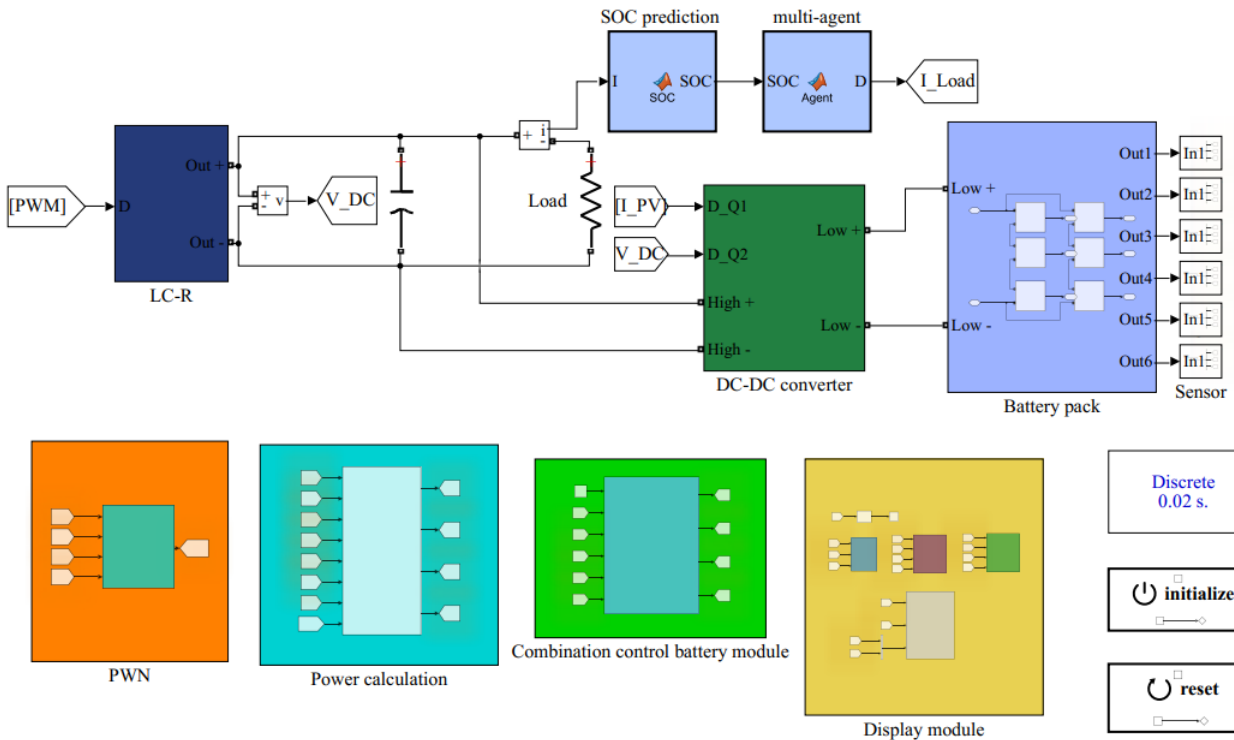 SOC prediction
multi-agent
I
SOC
SOC
SOC
D
Agent
I_Load
[PWM]
D
Out +
Out -
LC-R
+
-
v
V_DC
+
i
-
+
+
Load
[I_PV]
V_DC
D_Q1
D_Q2
High +
High -
Low +
Low -
DC-DC converter
Low +
Low -
Out1
Out2
Out3
Out4
Out5
Out6
Battery pack
In1
In1
In1
In1
In1
In1
Sensor
PWN
Power calculation
Combination control battery module
Display module
Discrete
0.02 s.
initialize
reset